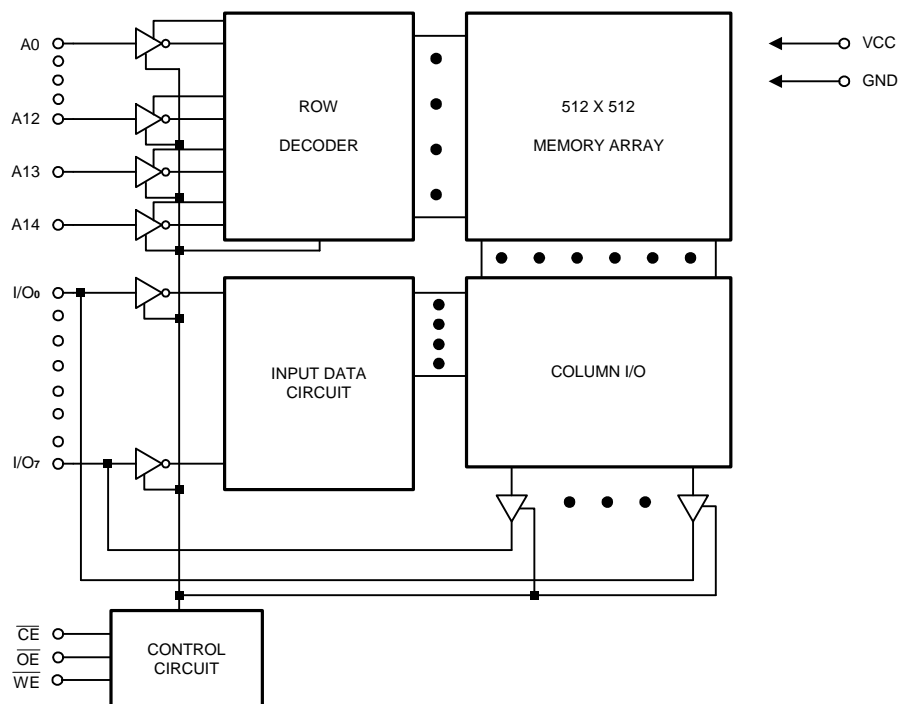 A0
A12
A13
A14
ROW
DECODER
512 X 512
MEMORY ARRAY
VCC
GND
I/O0
I/O7
INPUT DATA
CIRCUIT
COLUMN I/O
CE
OE
WE
CONTROL
CIRCUIT